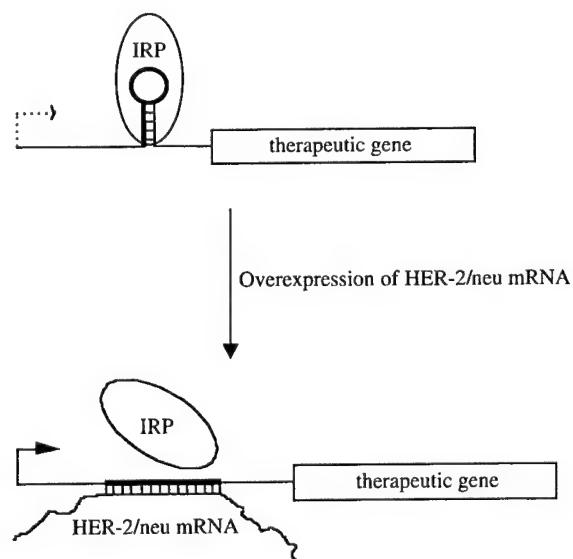 IRP
therapeutic gene
Overexpression of HER-2/neu mRNA
IRP
therapeutic gene
HER-2/neu mRNA